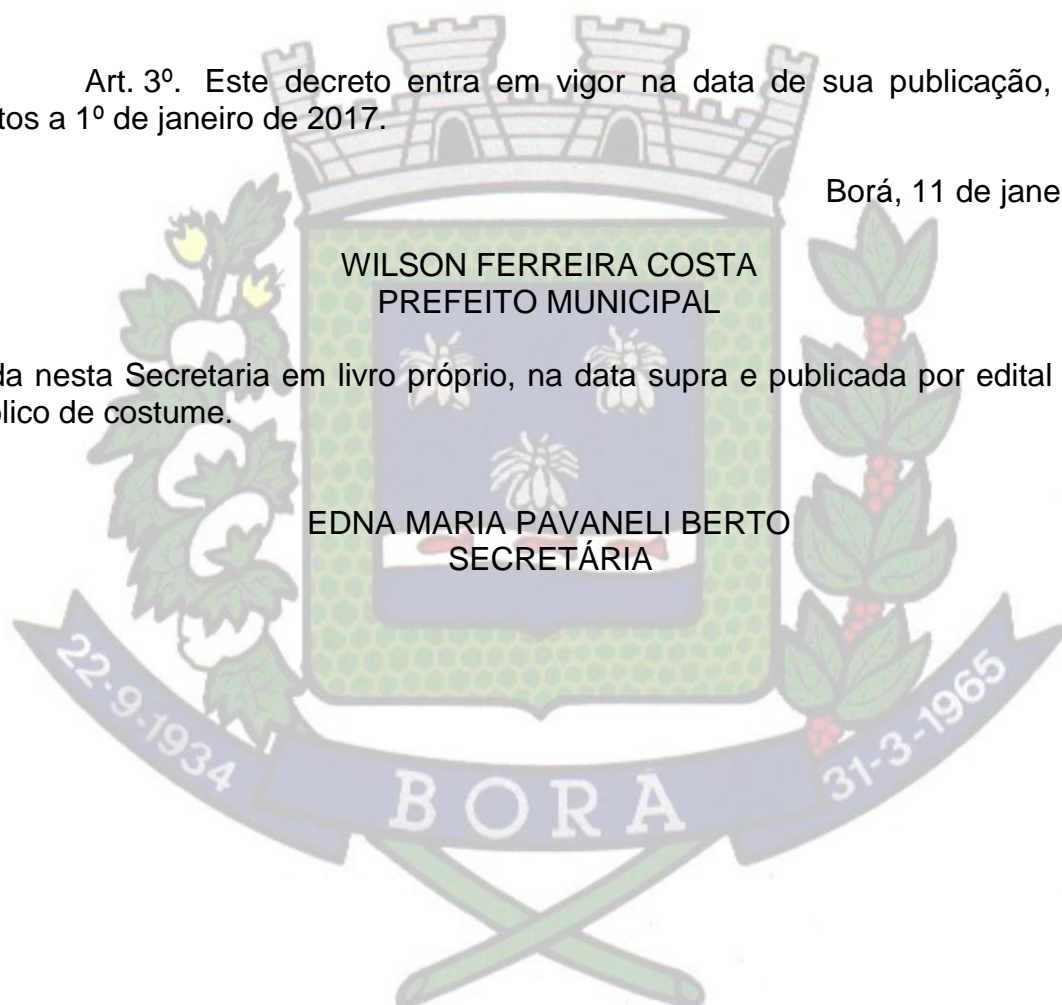 Art. 3º. Este decreto entra em vigor na data de sua publicação,
tos a 1º de janeiro de 2017.
Borá, 11 de jane
WILSON FERREIRA COSTA
PREFEITO MUNICIPAL
da nesta Secretaria em livro próprio, na data supra e publicada por edital
lico de costume.
EDNA MARIA PAVANELI BERTO
SECRETÁRIA
22-9-1934
BORÁ
31-3-1965